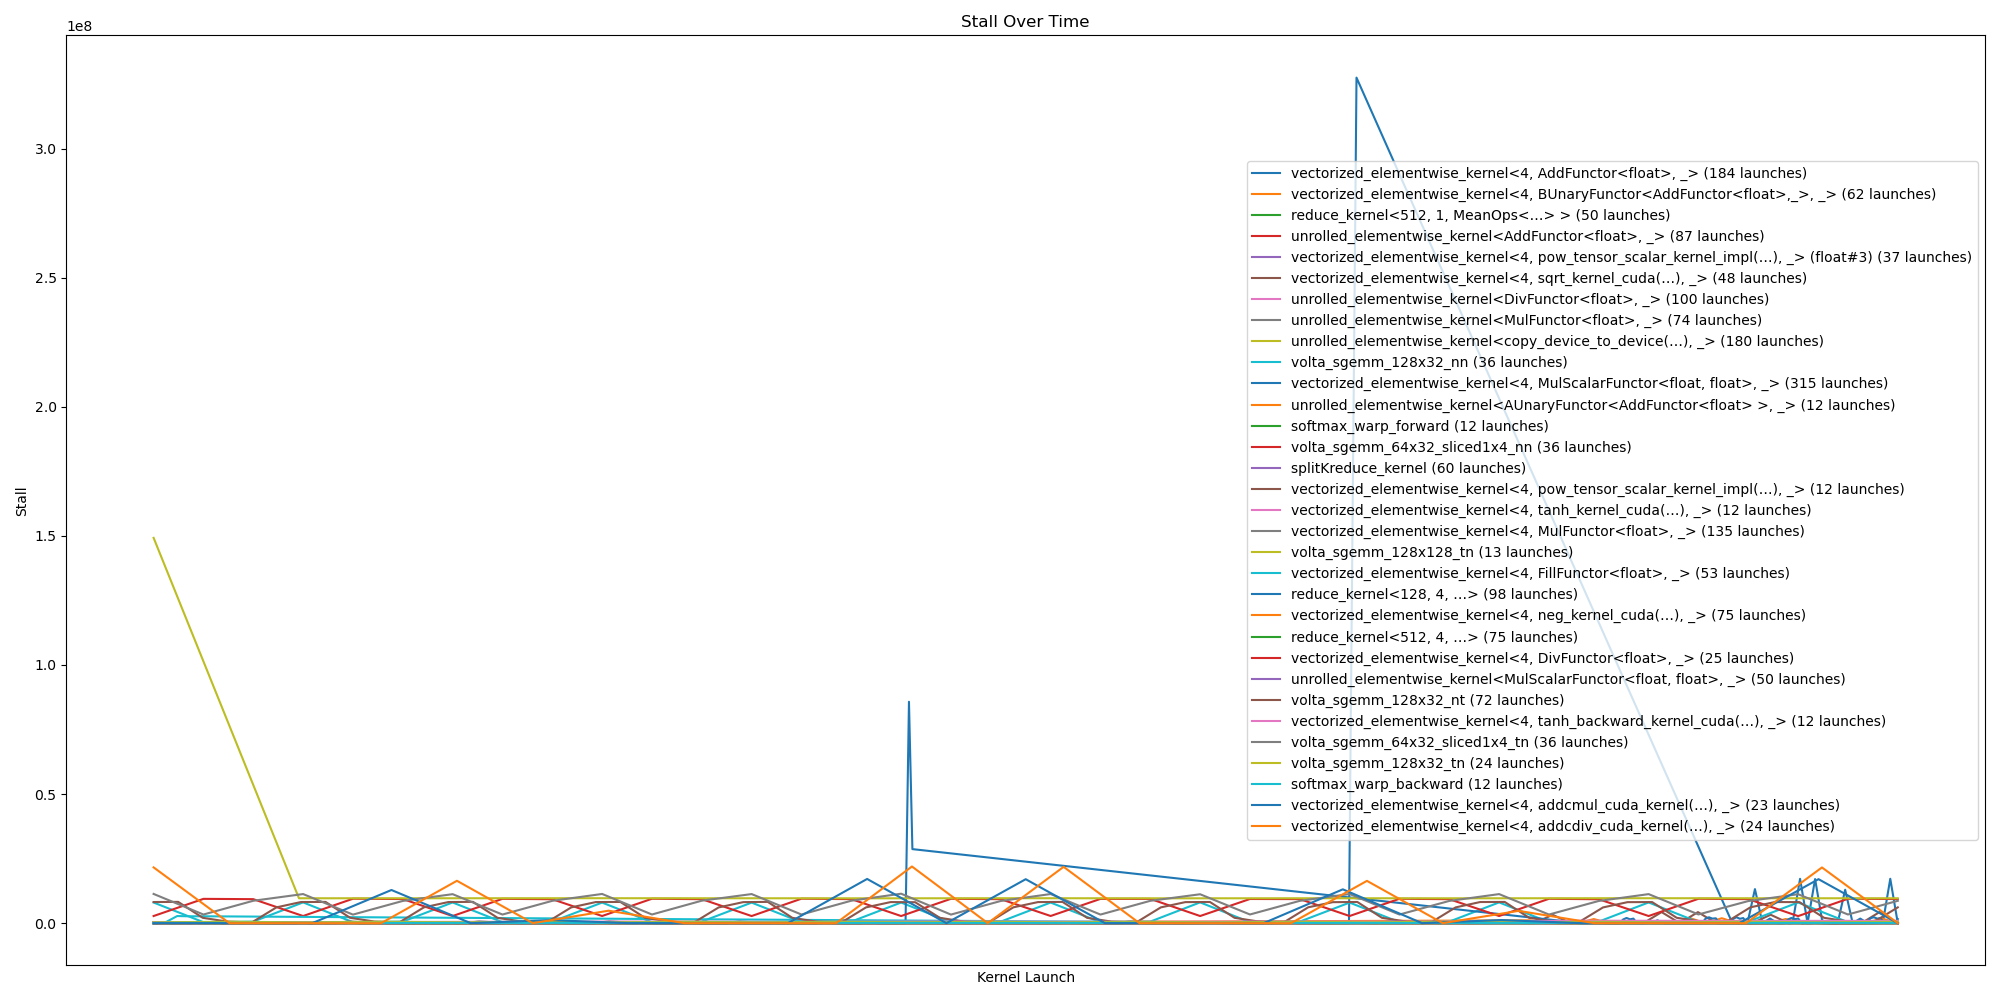 Stall Over Time
1e8
3.0
2.5
2.0
1.5
1.0
0.5
0.0
Stall
Kernel Launch
vectorized_elementwise_kernel<4, AddFunctor<float>, _> (184 launches)
vectorized_elementwise_kernel<4, BUnaryFunctor<AddFunctor<float>,_>, _> (62 launches)
reduce_kernel<512, 1, MeanOps<...> > (50 launches)
unrolled_elementwise_kernel<AddFunctor<float>, _> (87 launches)
vectorized_elementwise_kernel<4, pow_tensor_scalar_kernel_impl(...), _> (float#3) (37 launches)
vectorized_elementwise_kernel<4, sqrt_kernel_cuda(...), _> (48 launches)
unrolled_elementwise_kernel<DivFunctor<float>, _> (100 launches)
unrolled_elementwise_kernel<MulFunctor<float>, _> (74 launches)
unrolled_elementwise_kernel<copy_device_to_device(...), _> (180 launches)
volta_sgemm_128x32_nn (36 launches)
vectorized_elementwise_kernel<4, MulScalarFunctor<float, float>, _> (315 launches)
unrolled_elementwise_kernel<AUnaryFunctor<AddFunctor<float> >, _> (12 launches)
softmax_warp_forward (12 launches)
volta_sgemm_64x32_sliced1x4_nn (36 launches)
splitKreduce_kernel (60 launches)
vectorized_elementwise_kernel<4, pow_tensor_scalar_kernel_impl(...), _> (12 launches)
vectorized_elementwise_kernel<4, tanh_kernel_cuda(...), _> (12 launches)
vectorized_elementwise_kernel<4, MulFunctor<float>, _> (135 launches)
volta_sgemm_128x128_tn (13 launches)
vectorized_elementwise_kernel<4, FillFunctor<float>, _> (53 launches)
reduce_kernel<128, 4, ...> (98 launches)
vectorized_elementwise_kernel<4, neg_kernel_cuda(...), _> (75 launches)
reduce_kernel<512, 4, ...> (75 launches)
vectorized_elementwise_kernel<4, DivFunctor<float>, _> (25 launches)
unrolled_elementwise_kernel<MulScalarFunctor<float, float>, _> (50 launches)
volta_sgemm_128x32_nt (72 launches)
vectorized_elementwise_kernel<4, tanh_backward_kernel_cuda(...), _> (12 launches)
volta_sgemm_64x32_sliced1x4_tn (36 launches)
volta_sgemm_128x32_tn (24 launches)
softmax_warp_backward (12 launches)
vectorized_elementwise_kernel<4, addcmul_cuda_kernel(...), _> (23 launches)
vectorized_elementwise_kernel<4, addcdiv_cuda_kernel(...), _> (24 launches)